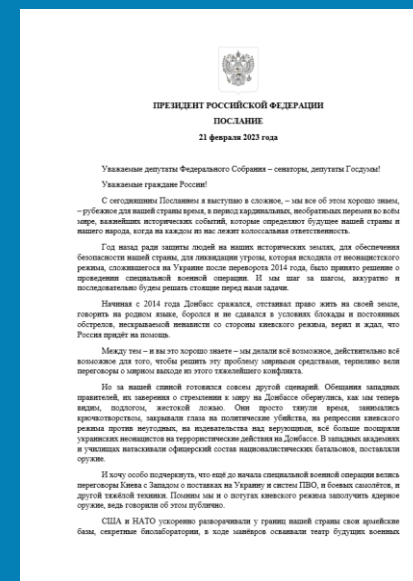 ПРЕЗИДЕНТ РОССИЙСКОЙ ФЕДЕРАЦИИ
ПОСЛАНИЕ
21 февраля 2023 года
Уважаемые депутаты Федерального Собрания – сенаторы, депутаты Госдумы!
Уважаемые граждане России!
С сегодняшним Посланием я выступаю в сложное, – мы все об этом хорошо знаем,
– рубежное для нашей страны время, в период кардинальных, необратимых перемен во всём
мире, важнейших исторических событий, которые определяют будущее нашей страны и
нашего народа, когда на каждом из нас лежит колоссальная ответственность.
Год назад ради защиты людей на наших исторических землях, для обеспечения
безопасности нашей страны, для ликвидации угрозы, которая исходила от неонацистского
режима, сложившегося на Украине после переворота 2014 года, было принято решение о
проведении специальной военной операции. И мы шаг за шагом, аккуратно и
последовательно будем решать стоящие перед нами задачи.
Начиная с 2014 года Донбасс сражался, отстаивал право жить на своей земле,
говорить на родном языке, боролся и не сдавался в условиях блокады и постоянных
обстрелов, нескрываемой ненависти со стороны киевского режима, верил и ждал, что
Россия придёт на помощь.
Между тем – и вы это хорошо знаете – мы делали всё возможное, действительно всё
возможное для того, чтобы решить эту проблему мирными средствами, терпеливо вели
переговоры о мирном выходе из этого тяжелейшего конфликта.
Но за нашей спиной готовился совсем другой сценарий. Обещания западных
правителей, их заверения о стремлении к миру на Донбассе обернулись, как мы теперь
видим, подлогом, жестокой ложью. Они просто тянули время, занимались
крючкотворством, закрывали глаза на политические убийства, на репрессии киевского
режима против неугодных, на издевательства над верующими, всё больше поощряли
украинских неонацистов на террористические действия на Донбассе. В западных академиях
и училищах натаскивали офицерский состав националистических батальонов, поставляли
оружие.
И хочу особо подчеркнуть, что ещё до начала специальной военной операции велись
переговоры Киева с Западом о поставках на Украину и систем ПВО, и боевых самолётов, и
другой тяжёлой техники. Помним мы и о потугах киевского режима заполучить ядерное
оружие, ведь говорили об этом публично.
США и НАТО ускоренно разворачивали у границ нашей страны свои армейские
базы, секретные биолаборатории, в ходе манёвров осваивали театр будущих военных